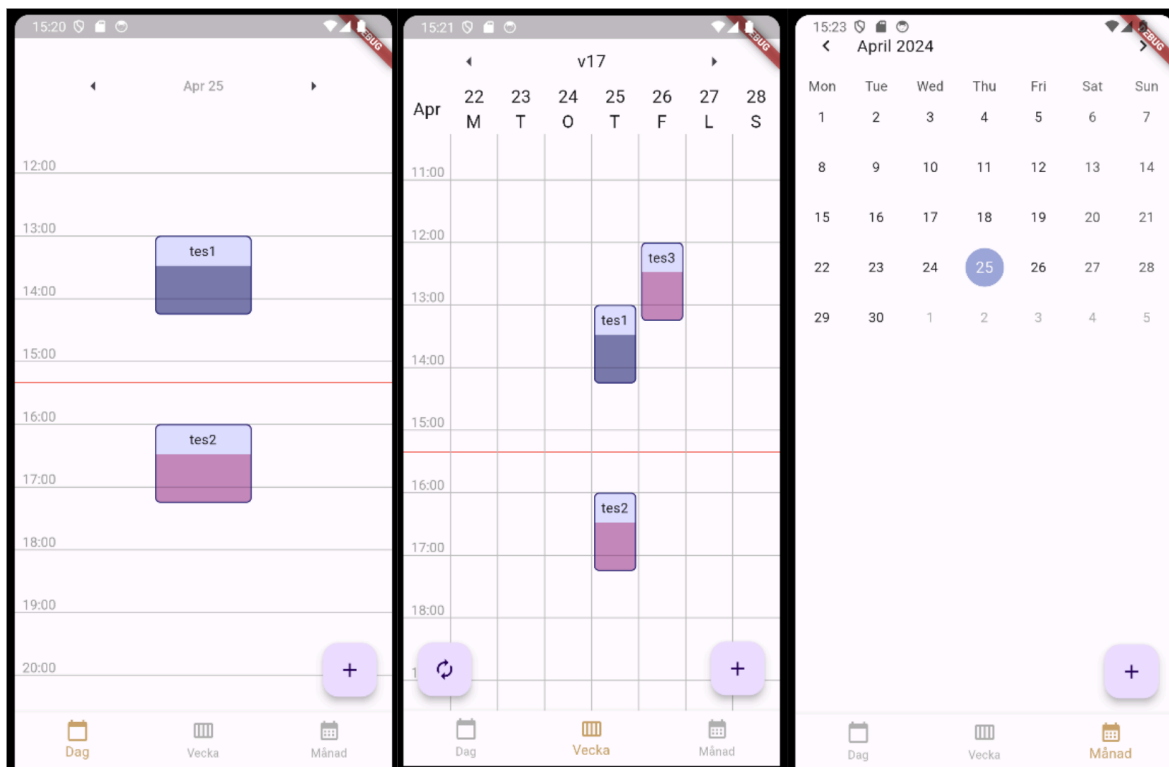 15:20
DEBUG
Apr 25
12:00
13:00
tes1
14:00
15:00
16:00
tes2
17:00
18:00
19:00
20:00
+
Dag Vecka Månad
15:21
DEBUG
v17
Apr 22 23 24 25 26 27 28
M T O T F L S
11:00
12:00
tes3
13:00
tes1
14:00
15:00
16:00
tes2
17:00
18:00
1
+
Dag Vecka Månad
15:23
DEBUG
April 2024
Mon Tue Wed Thu Fri Sat Sun
1 2 3 4 5 6 7
8 9 10 11 12 13 14
15 16 17 18 19 20 21
22 23 24 25 26 27 28
29 30 1 2 3 4 5
+
Dag Vecka Månad